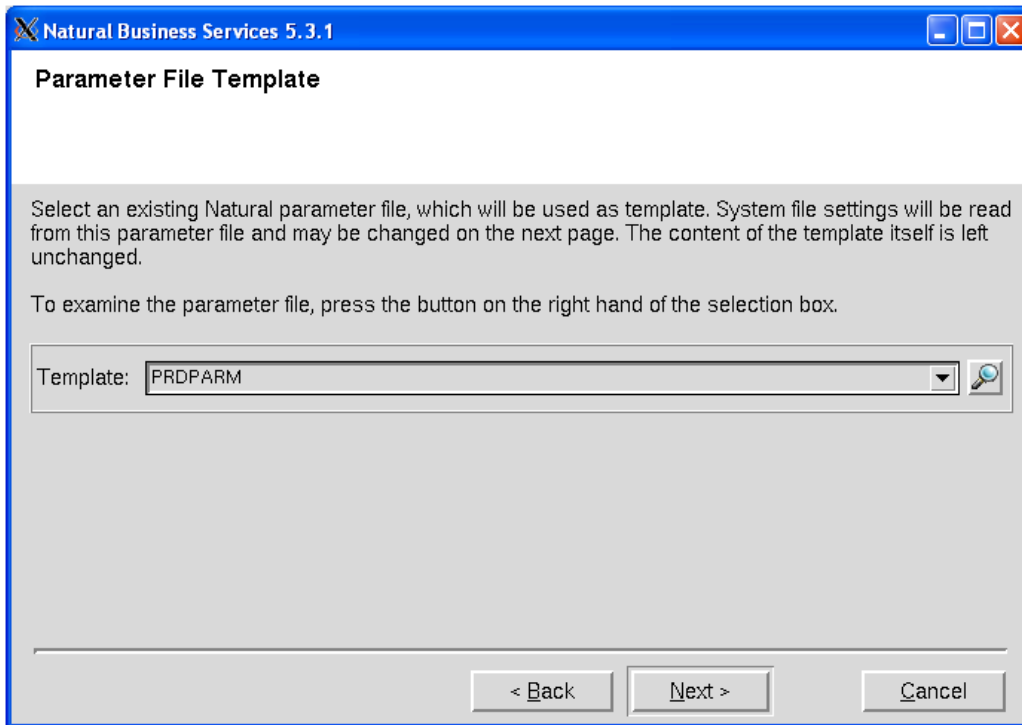 Natural Business Services 5.3.1
Parameter File Template
Select an existing Natural parameter file, which will be used as template. System file settings will be read
from this parameter file and may be changed on the next page. The content of the template itself is left
unchanged.
To examine the parameter file, press the button on the right hand of the selection box.
Template: PRDPARM
< Back Next > Cancel